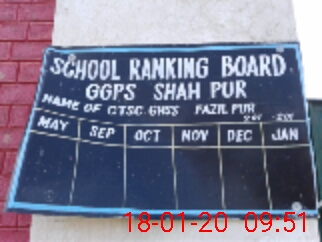 SCHOOL RANKING BOARD
GGPS SHAH PUR
NAME OF CTSC GHSS FAZIL PUR
MAY SEP OCT NOV DEC JAN
18-01-20 09:51